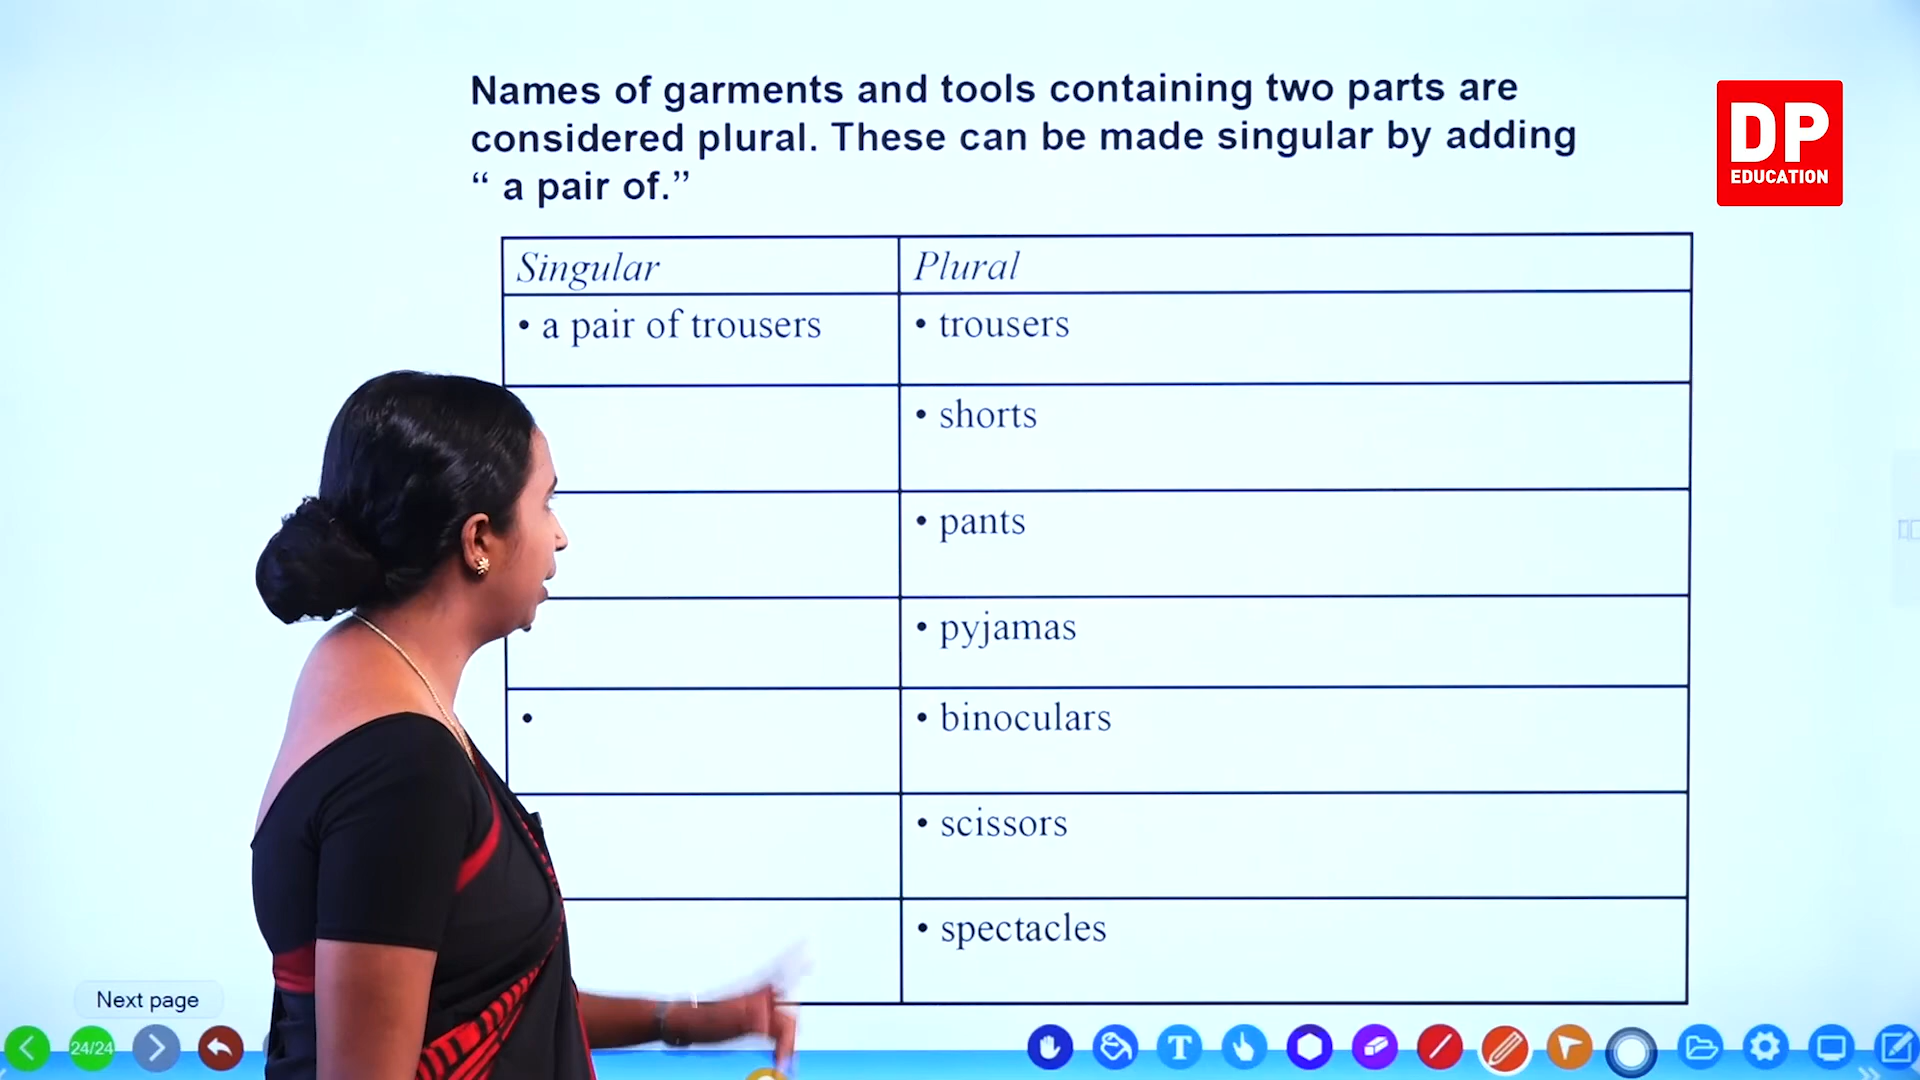 Names of garments and tools containing two parts are
considered plural. These can be made singular by adding
“ a pair of.”
DP
EDUCATION
Singular Plural
• a pair of trousers • trousers
• shorts
• pants
• pyjamas
• • binoculars
• scissors
• spectacles
Next page
24/24
T